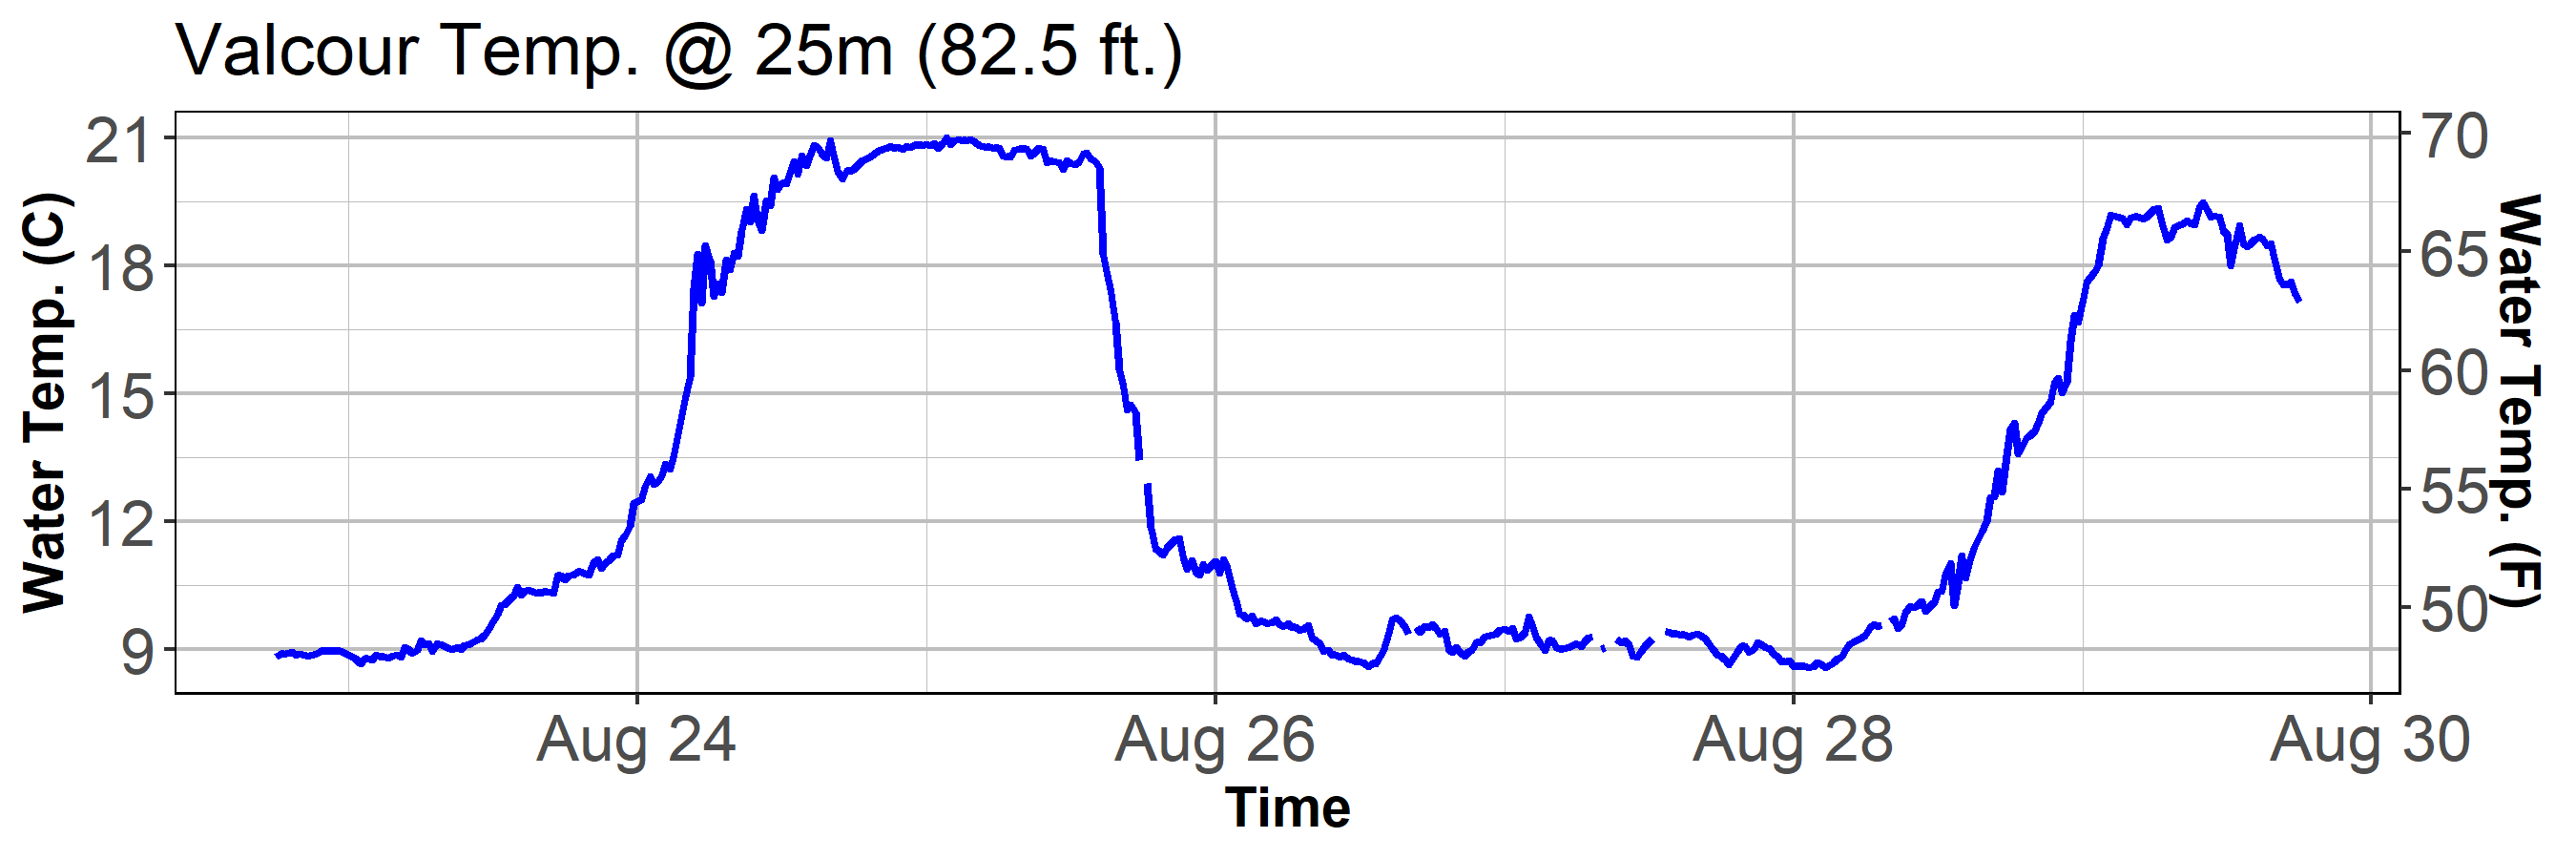 Valcour Temp. @ 25m (82.5 ft.)
Water Temp. (C)
21
18
15
12
9
70
65
60
55
50
Water Temp. (F)
Aug 24
Aug 26
Aug 28
Aug 30
Time